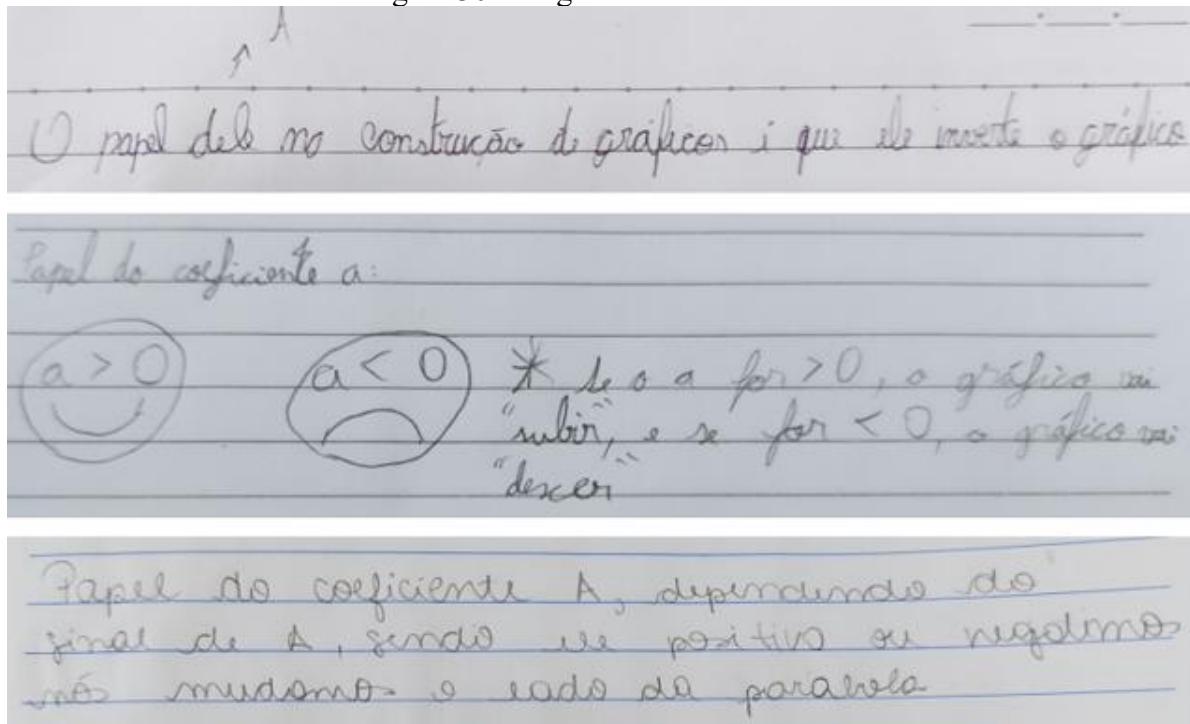 A
O papel dele na construção de gráficos é que ele inverte o gráfico
Papel do coeficiente a:
a > 0
a < 0
* Se o a for > 0, o gráfico vai
"subir", e se for < 0, o gráfico vai
"descer"
Papel do coeficiente A, dependendo do
sinal de A, sendo ele positivo ou negativo
nós mudamos o lado da parabola